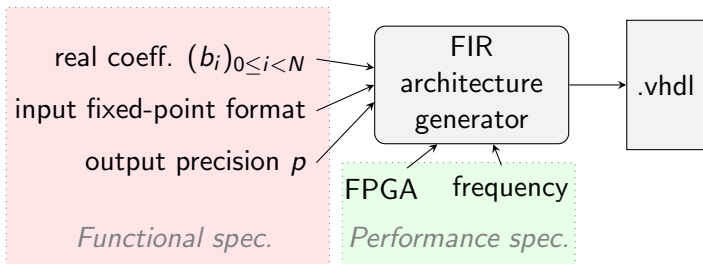 real coeff. (b_i)_{0≤i<N}
input fixed-point format
output precision p
Functional spec.
FIR
architecture
generator
.vhdl
FPGA
frequency
Performance spec.